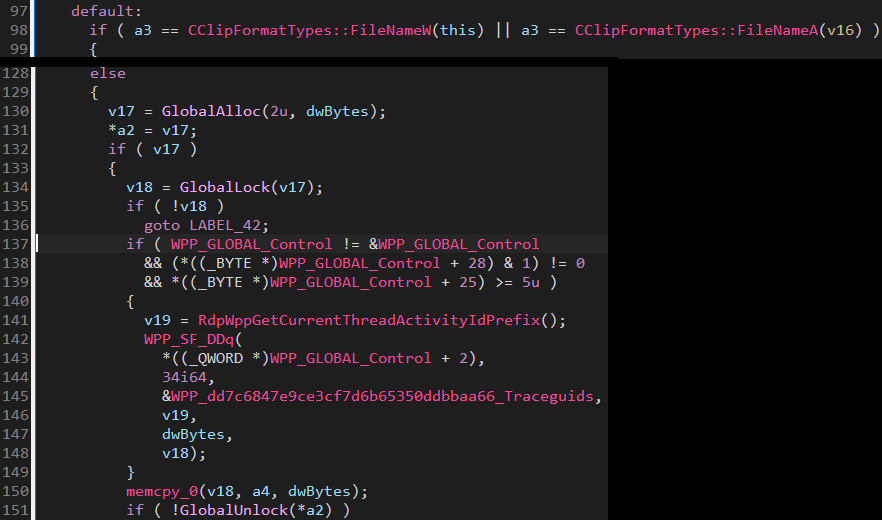 97 default:
98 if ( a3 == CClipFormatTypes::FileNameW(this) || a3 == CClipFormatTypes::FileNameA(v16) )
99 {
128 else
129 {
130 v17 = GlobalAlloc(2u, dwBytes);
131 *a2 = v17;
132 if ( v17 )
133 {
134 v18 = GlobalLock(v17);
135 if ( !v18 )
136 goto LABEL_42;
137 if ( WPP_GLOBAL_Control != &WPP_GLOBAL_Control
138 && (*((_BYTE *)WPP_GLOBAL_Control + 28) & 1) != 0
139 && *((_BYTE *)WPP_GLOBAL_Control + 25) >= 5u )
140 {
141 v19 = RdpWppGetCurrentThreadActivityIdPrefix();
142 WPP_SF_DDq(
143 *((_QWORD *)WPP_GLOBAL_Control + 2),
144 34i64,
145 &WPP_dd7c6847e9ce3cf7d6b65350ddbbaa66_Traceguids,
146 v19,
147 dwBytes,
148 v18);
149 }
150 memcpy_0(v18, a4, dwBytes);
151 if ( !GlobalUnlock(*a2) )